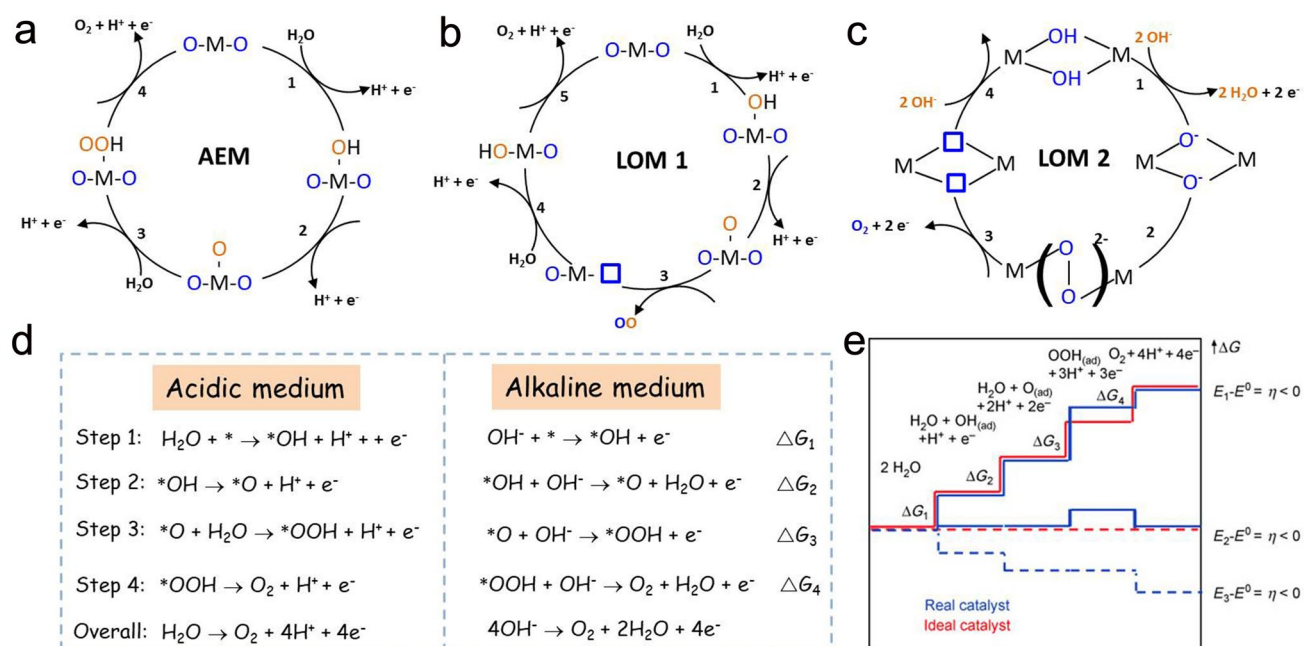 a
O₂ + H⁺ + e⁻
O-M-O
H₂O
1
H⁺ + e⁻
4
OOH
O-M-O
AEM
OH
O-M-O
H⁺ + e⁻
3
H₂O
O
O-M-O
2
H⁺ + e⁻
b
O₂ + H⁺ + e⁻
O-M-O
H₂O
1
H⁺ + e⁻
5
OH
O-M-O
HO-M-O
LOM 1
H⁺ + e⁻
4
2
H₂O
O
O-M-O
H⁺ + e⁻
O-M-
3
OO
c
OH
M M
OH
2 OH⁻
1
2 H₂O + 2 e⁻
2 OH⁻
4
M M
LOM 2
O⁻
M M
O⁻
O₂ + 2 e⁻
3
2
M ( O O )²⁻ M
d
Acidic medium
Alkaline medium
Step 1: H₂O + * → *OH + H⁺ + + e⁻
OH⁻ + * → *OH + e⁻ △G₁
Step 2: *OH → *O + H⁺ + e⁻
*OH + OH⁻ → *O + H₂O + e⁻ △G₂
Step 3: *O + H₂O → *OOH + H⁺ + e⁻
*O + OH⁻ → *OOH + e⁻ △G₃
Step 4: *OOH → O₂ + H⁺ + e⁻
*OOH + OH⁻ → O₂ + H₂O + e⁻ △G₄
Overall: H₂O → O₂ + 4H⁺ + 4e⁻
4OH⁻ → O₂ + 2H₂O + 4e⁻
e
OOH(ad) O₂ + 4H⁺ + 4e⁻
+ 3H⁺ + 3e⁻
ΔG
E₁-E⁰ = η < 0
H₂O + O(ad)
+2H⁺ + 2e⁻
ΔG₄
H₂O + OH(ad)
+H⁺ + e⁻
ΔG₃
2 H₂O
ΔG₂
ΔG₁
E₂-E⁰ = η < 0
E₃-E⁰ = η < 0
Real catalyst
Ideal catalyst